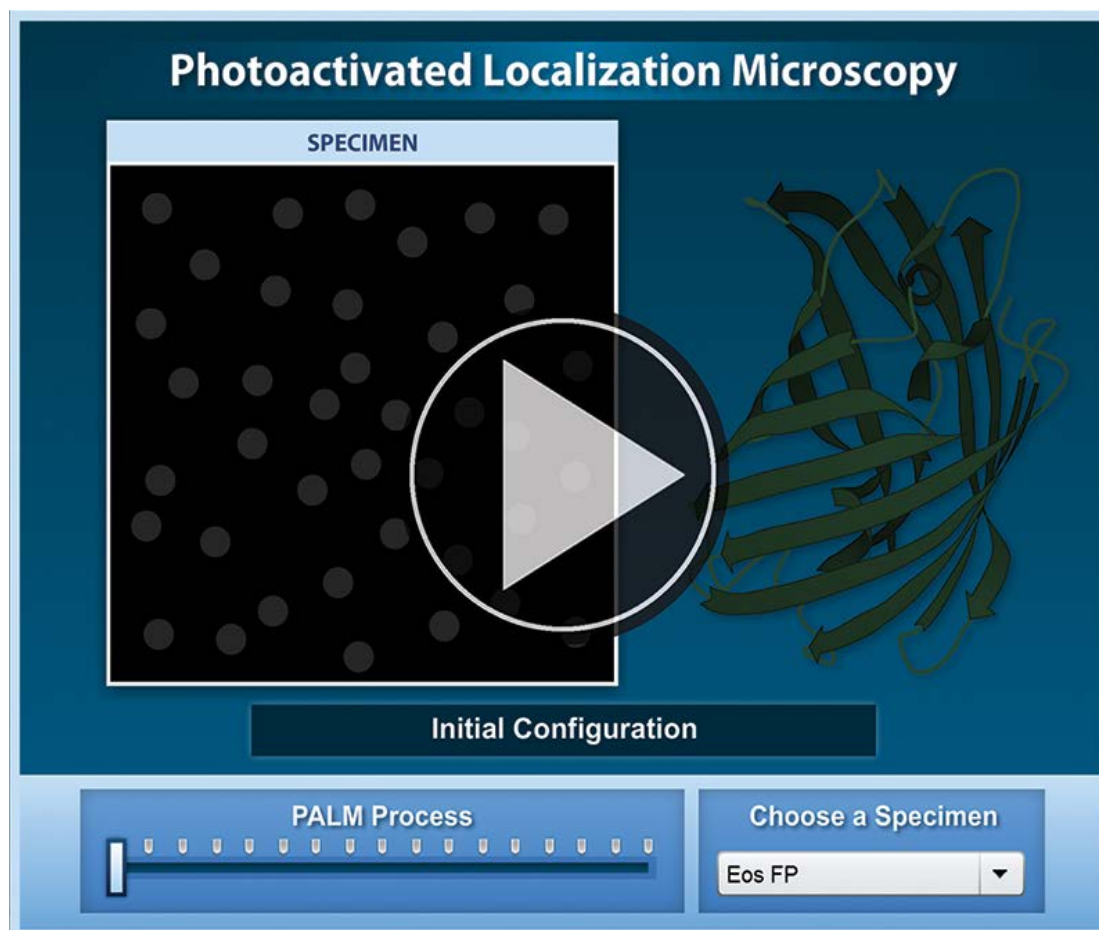 Photoactivated Localization Microscopy
SPECIMEN
Initial Configuration
PALM Process
Choose a Specimen
Eos FP